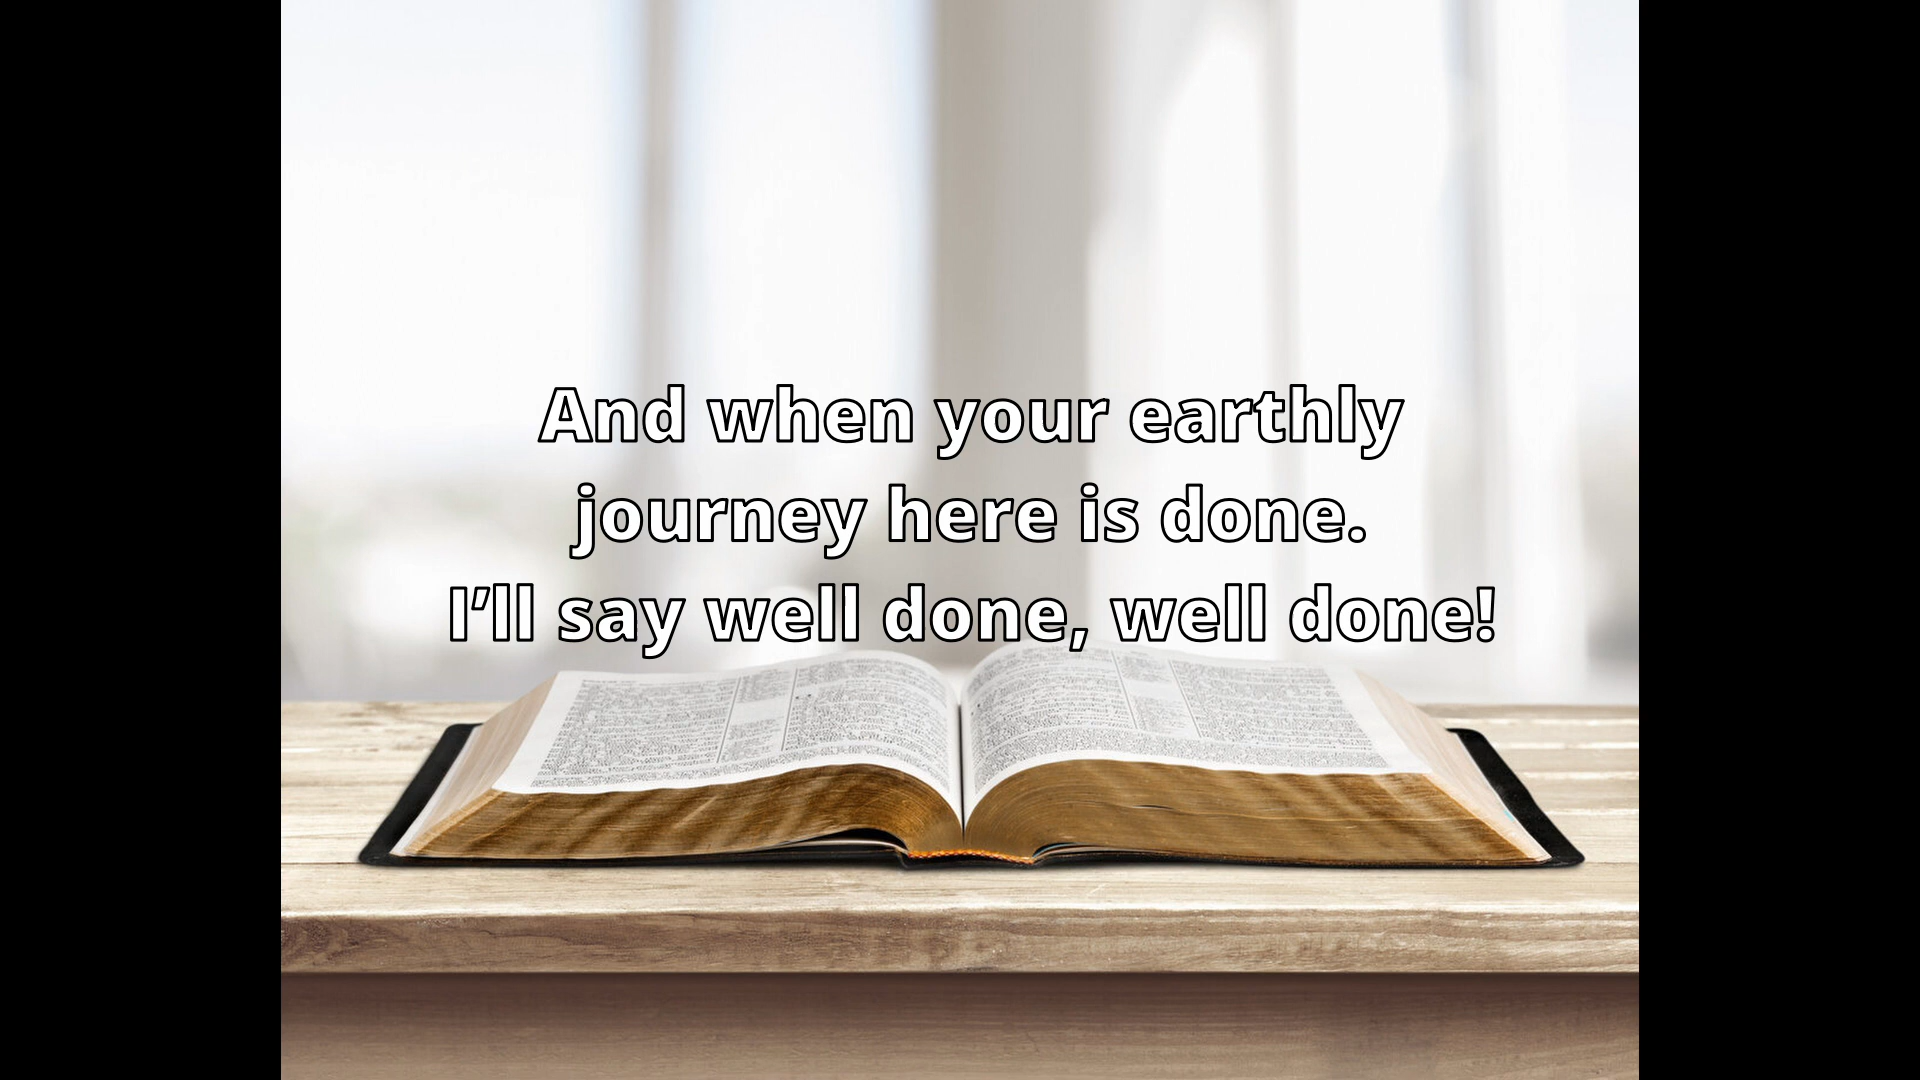 And when your earthly
journey here is done.
I’ll say well done, well done!